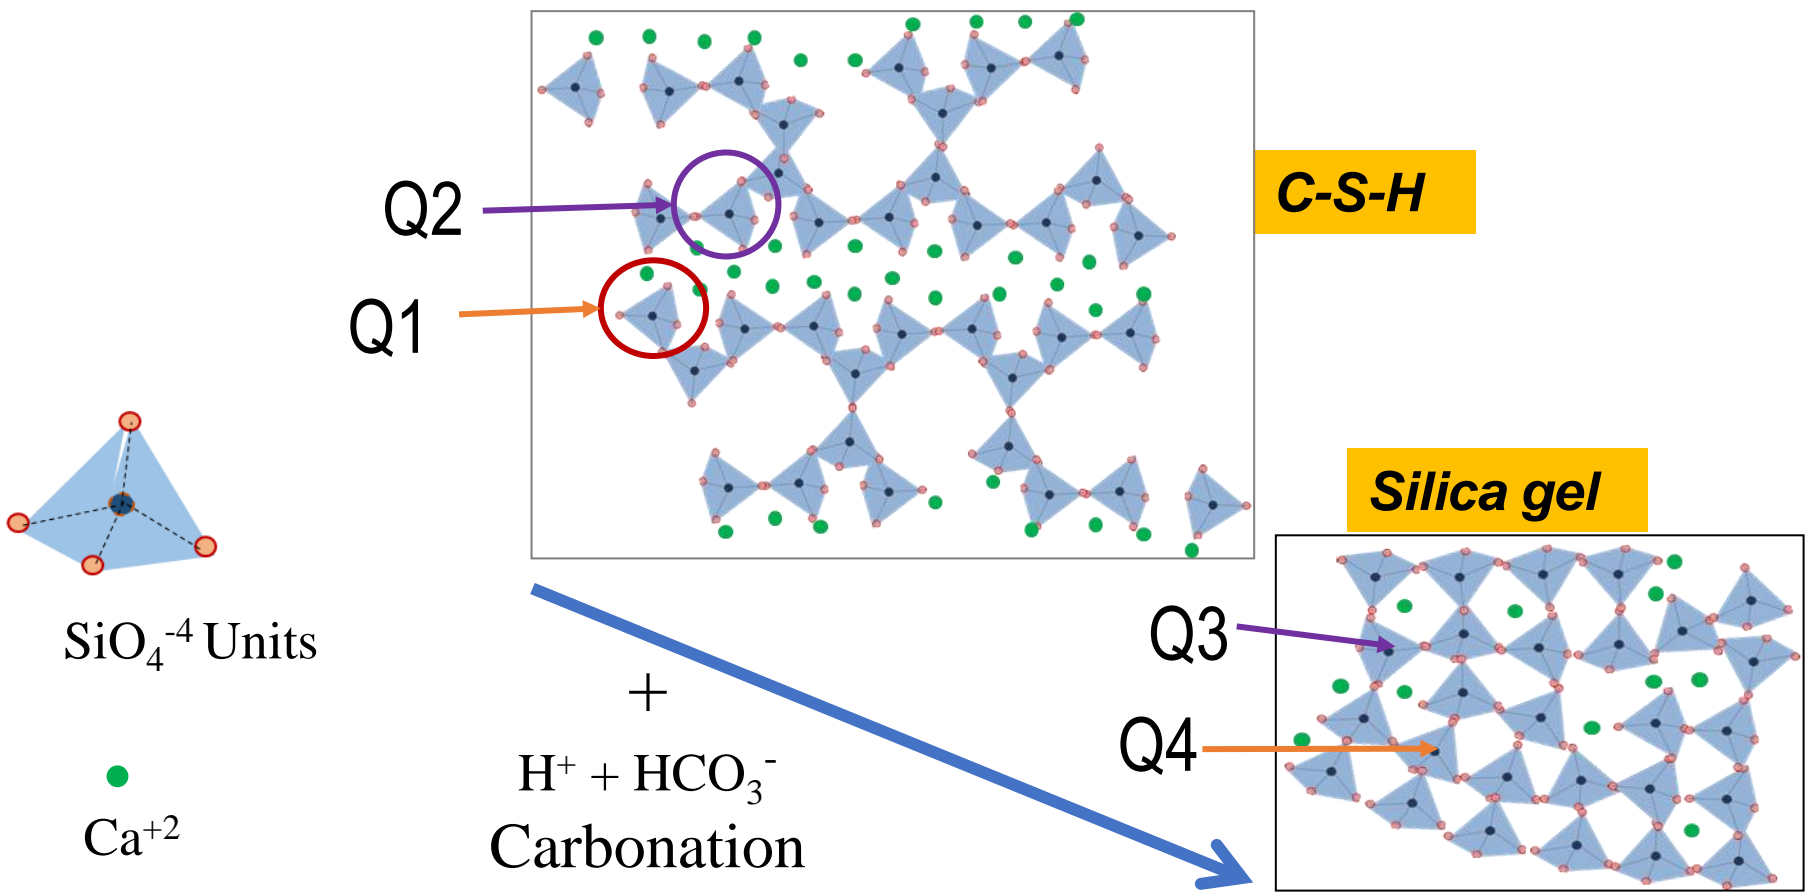 C-S-H
Q2
Q1
Silica gel
SiO₄⁻⁴ Units
Q3
+
Q4
H⁺ + HCO₃⁻
Ca⁺²
Carbonation